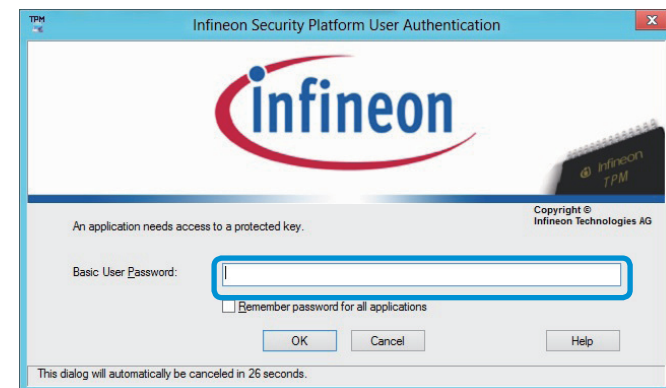 TPM
Infineon Security Platform User Authentication
x
infineon
infineon
TPM
Copyright ©
Infineon Technologies AG
An application needs access to a protected key.
Basic User Password:
Remember password for all applications
OK
Cancel
Help
This dialog will automatically be canceled in 26 seconds.